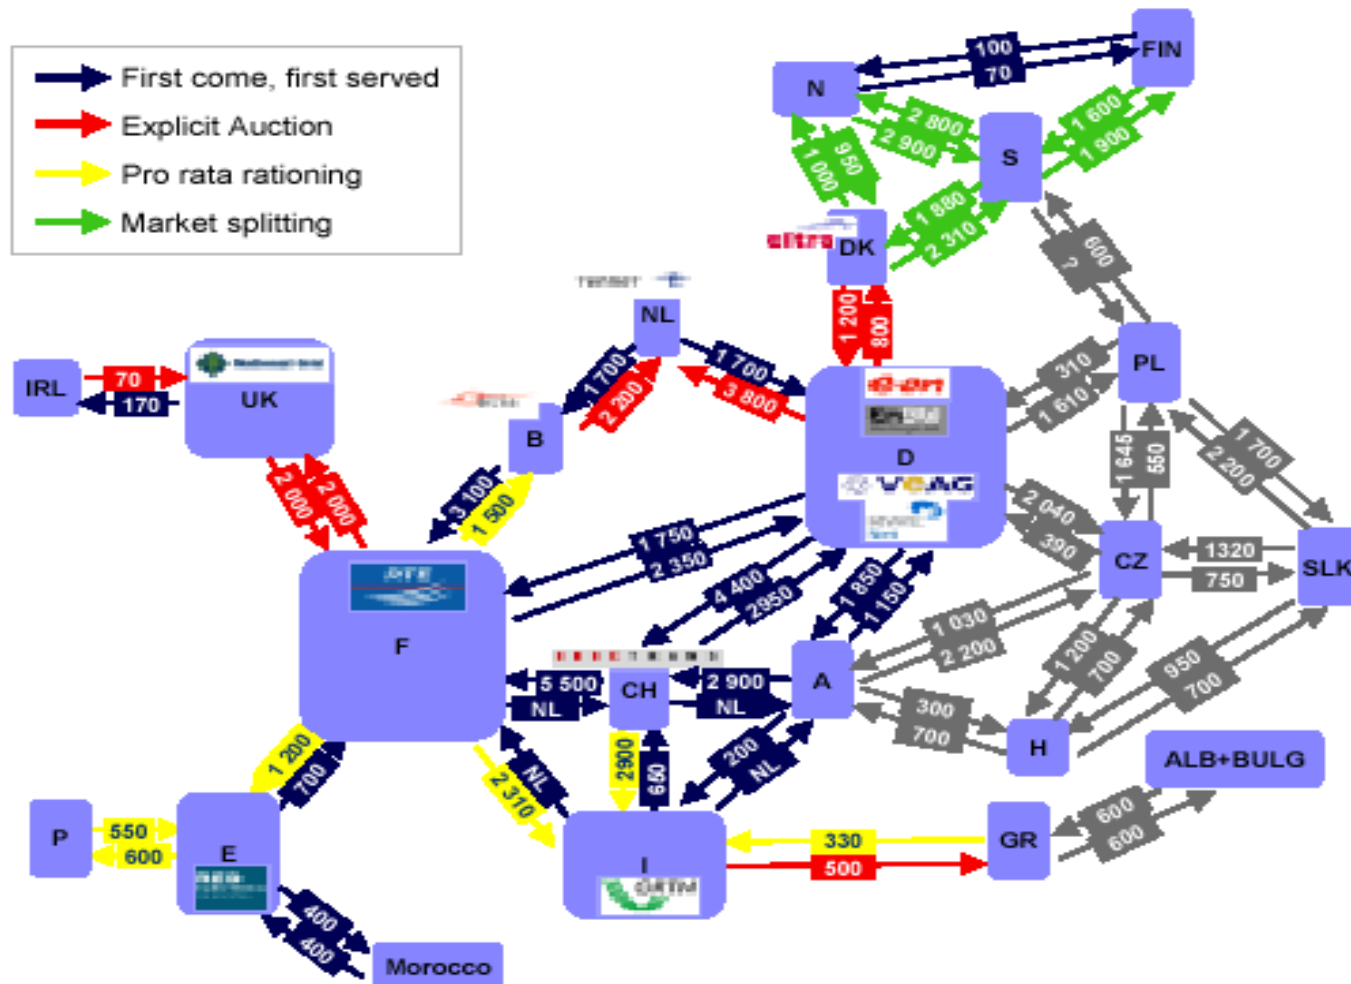 First come, first served
Explicit Auction
Pro rata rationing
Market splitting
FIN
100
70
N
2 800
2 900
1 600
1 900
S
950
1 000
1 880
2 310
eltra
DK
600
?
NL
1 200
800
PL
310
1 610
IRL
70
170
UK
1 700
2 200
1 700
3 800
e-on
EnBW
D
VEAG
B
1 700
2 200
1 645
550
2 000
2 000
3 100
1 500
2 040
390
CZ
1320
750
SLK
RTE
F
1 750
2 350
4 400
2950
1 850
1 150
1 030
2 200
1 200
700
950
700
5 500
NL
CH
2 900
NL
A
300
700
H
ALB+BULG
1 200
700
2 310
NL
2900
650
200
NL
P
550
600
E
I
GRTN
330
500
GR
600
600
400
400
Morocco